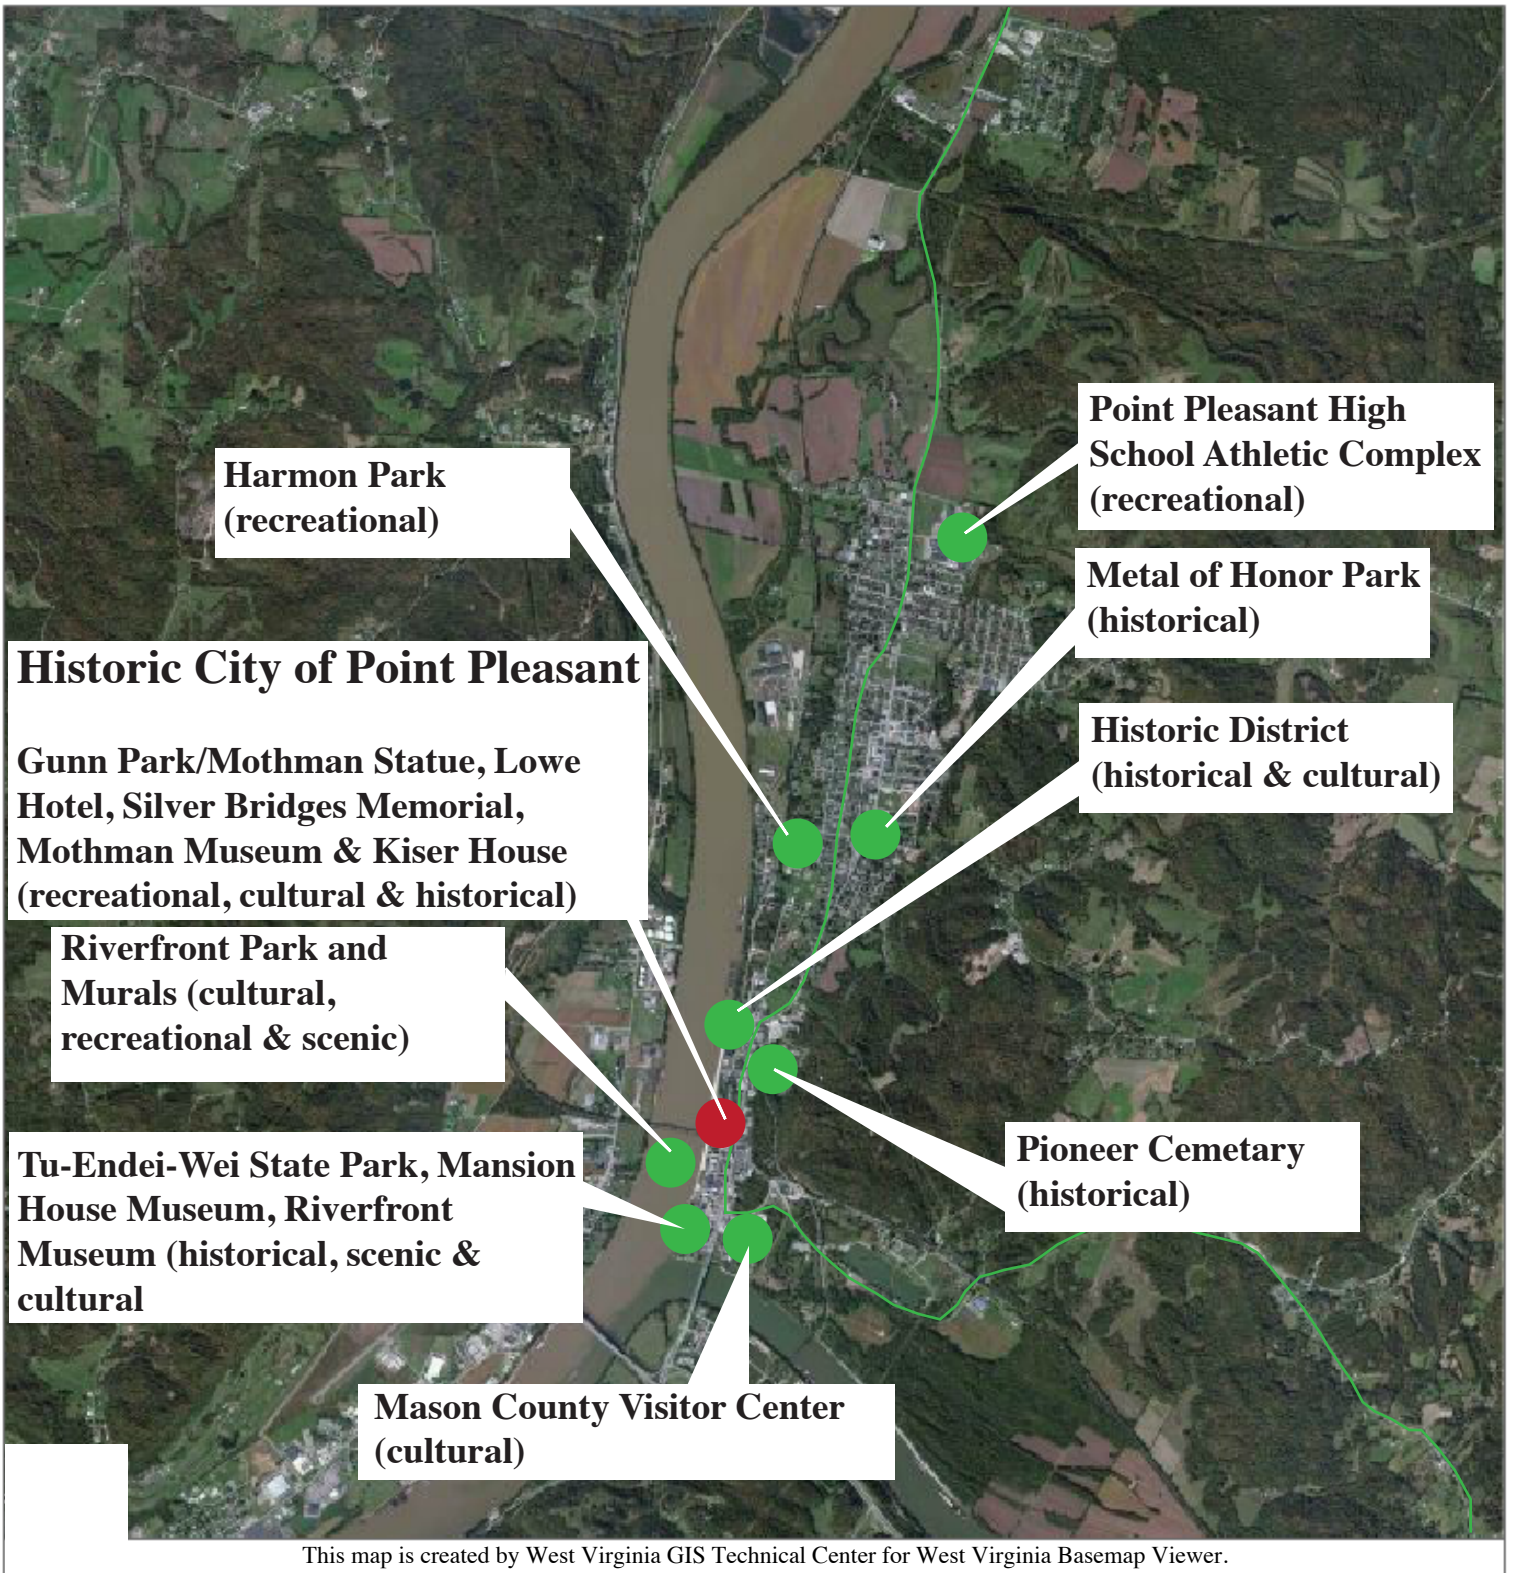 Point Pleasant High
School Athletic Complex
(recreational)
Harmon Park
(recreational)
Metal of Honor Park
(historical)
Historic City of Point Pleasant
Gunn Park/Mothman Statue, Lowe
Hotel, Silver Bridges Memorial,
Mothman Museum & Kiser House
(recreational, cultural & historical)
Historic District
(historical & cultural)
Riverfront Park and
Murals (cultural,
recreational & scenic)
Tu-Endei-Wei State Park, Mansion
House Museum, Riverfront
Museum (historical, scenic &
cultural
Pioneer Cemetary
(historical)
Mason County Visitor Center
(cultural)
This map is created by West Virginia GIS Technical Center for West Virginia Basemap Viewer.